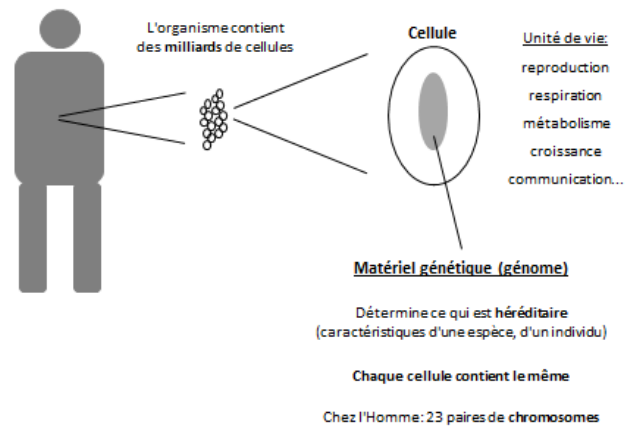 L'organisme contient
des milliards de cellules
Cellule
Unité de vie:
reproduction
respiration
métabolisme
croissance
communication...
Matériel génétique (génome)
Détermine ce qui est héréditaire
(caractéristiques d'une espèce, d'un individu)
Chaque cellule contient le même
Chez l'Homme: 23 paires de chromosomes